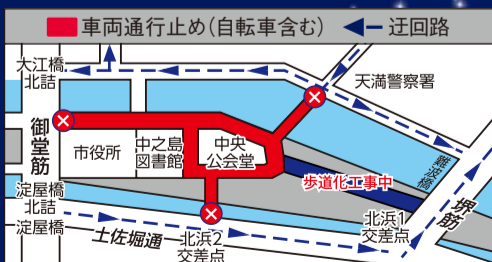 車両通行止め(自転車含む) 迂回路
大江橋
北詰
天満警察署
御堂筋
市役所
中之島
図書館
中央
公会堂
難波橋
歩道化工事中
堺筋
淀屋橋
北詰
淀屋橋
土佐堀通
北浜2
交差点
北浜1
交差点